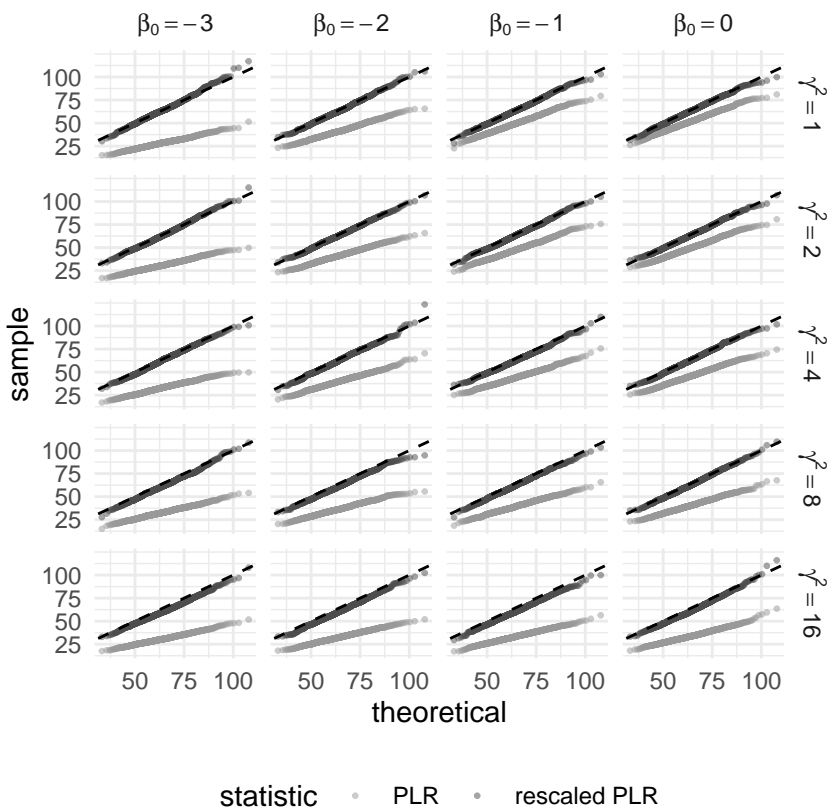 β₀ = −3 β₀ = −2 β₀ = −1 β₀ = 0
100
75
50
25
γ² = 1
100
75
50
25
γ² = 2
sample
100
75
50
25
γ² = 4
100
75
50
25
γ² = 8
100
75
50
25
γ² = 16
50 75 100 50 75 100 50 75 100 50 75 100
theoretical
statistic PLR rescaled PLR